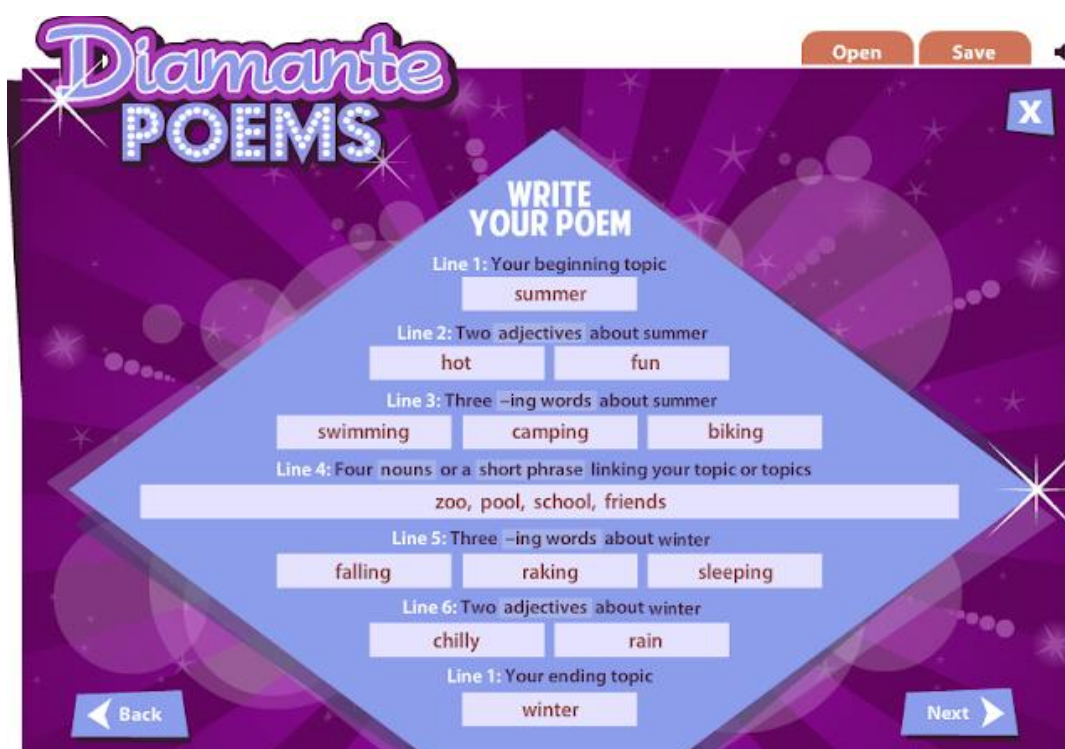 Diamante
POEMS
Open Save
X
WRITE
YOUR POEM
Line 1: Your beginning topic
summer
Line 2: Two adjectives about summer
hot fun
Line 3: Three –ing words about summer
swimming camping biking
Line 4: Four nouns or a short phrase linking your topic or topics
zoo, pool, school, friends
Line 5: Three –ing words about winter
falling raking sleeping
Line 6: Two adjectives about winter
chilly rain
Line 1: Your ending topic
winter
Back Next